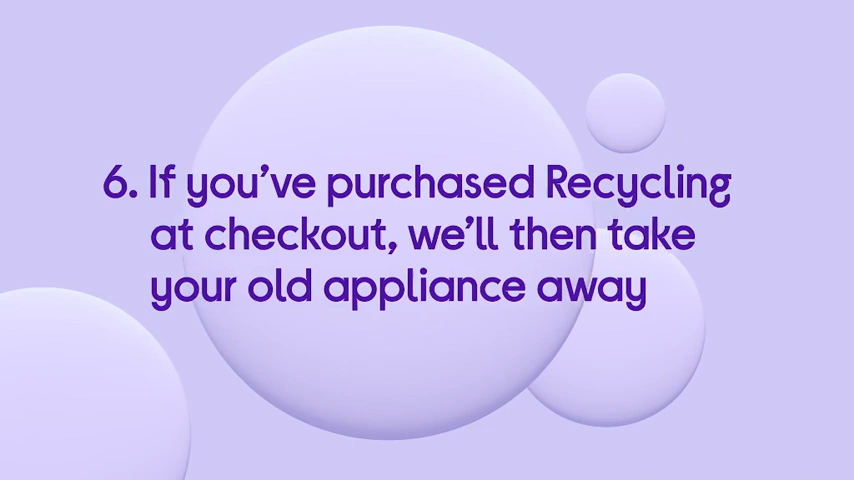 6. If you’ve purchased Recycling
at checkout, we’ll then take
your old appliance away